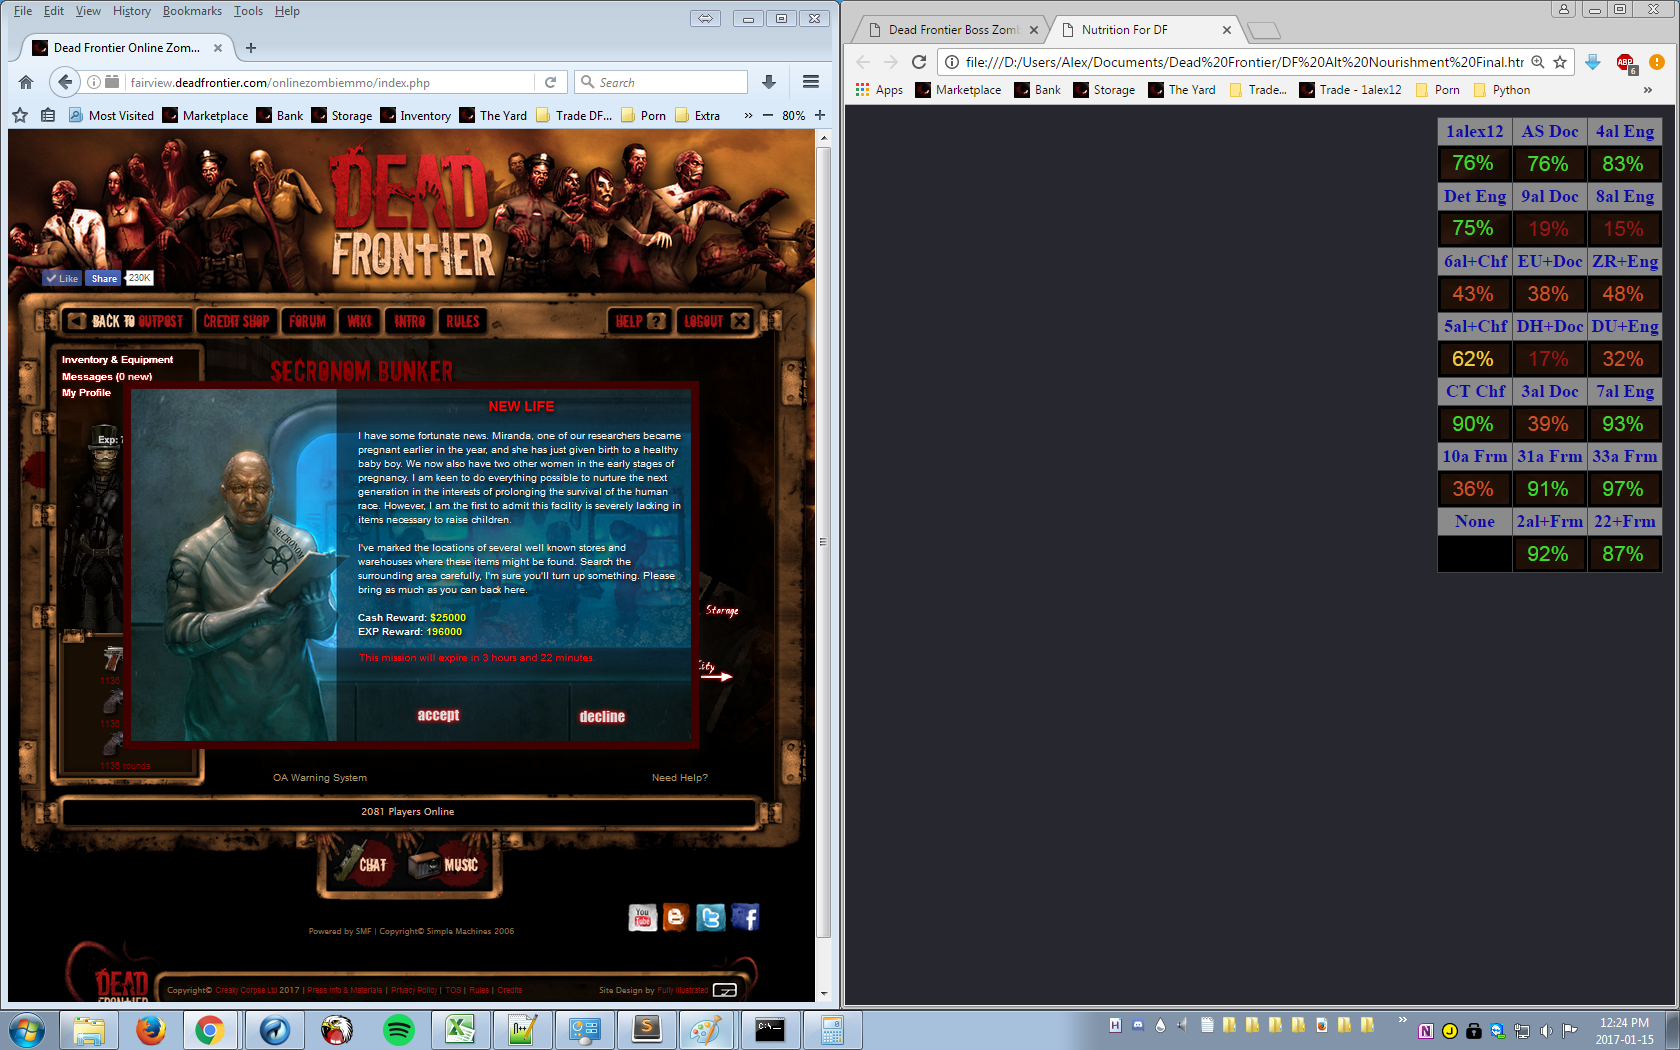 File Edit View History Bookmarks Tools Help
Dead Frontier Online Zom...
fairview.deadfrontier.com/onlinezombiemmo/index.php
Search
Most Visited Marketplace Bank Storage Inventory The Yard Trade DF... Porn Extra » 80%
DEAD FRONTIER
Like Share 230K
BACK TO OUTPOST CREDIT SHOP FORUM WIKI INTRO RULES HELP ? LOGOUT
Inventory & Equipment
Messages (0 new)
My Profile
SECRONOM BUNKER
Exp:
NEW LIFE
I have some fortunate news. Miranda, one of our researchers became
pregnant earlier in the year, and she has just given birth to a healthy
baby boy. We now also have two other women in the early stages of
pregnancy. I am keen to do everything possible to nurture the next
generation in the interests of prolonging the survival of the human
race. However, I am the first to admit this facility is severely lacking in
items necessary to raise children.
I've marked the locations of several well known stores and
warehouses where these items might be found. Search the
surrounding area carefully, I'm sure you'll turn up something. Please
bring as much as you can back here.
Cash Reward: $25000
EXP Reward: 196000
This mission will expire in 3 hours and 22 minutes.
accept decline
SECRONOM
Storage
City
1138
1138
1138 rounds
OA Warning System Need Help?
2081 Players Online
CHAT MUSIC
You Tube
Powered by SMF | Copyright© Simple Machines 2006
DEAD FRONTIER
Copyright© Creaky Corpse Ltd 2017 | Press Info & Materials | Privacy Policy | TOS | Rules | Credits
Site Design by Fully Illustrated
Dead Frontier Boss Zomb
Nutrition For DF
file:///D:/Users/Alex/Documents/Dead%20Frontier/DF%20Alt%20Nourishment%20Final.htm
ABP 6
Apps Marketplace Bank Storage The Yard Trade... Trade - 1alex12 Porn Python »
1alex12 AS Doc 4al Eng
76% 76% 83%
Det Eng 9al Doc 8al Eng
75% 19% 15%
6al+Chf EU+Doc ZR+Eng
43% 38% 48%
5al+Chf DH+Doc DU+Eng
62% 17% 32%
CT Chf 3al Doc 7al Eng
90% 39% 93%
10a Frm 31a Frm 33a Frm
36% 91% 97%
None 2al+Frm 22+Frm
92% 87%
12:24 PM
2017-01-15